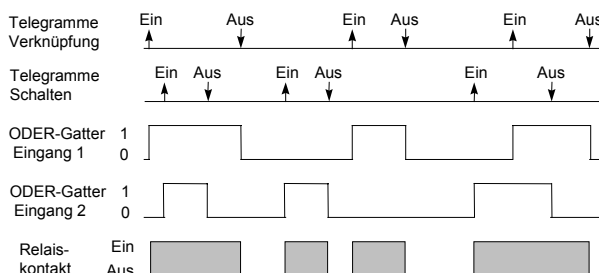 Telegramme Verknüpfung Ein Aus Ein Aus Ein Aus
Telegramme Schalten Ein Aus Ein Aus Ein Aus
ODER-Gatter 1
Eingang 1 0
ODER-Gatter 1
Eingang 2 0
Relais- Ein
kontakt Aus